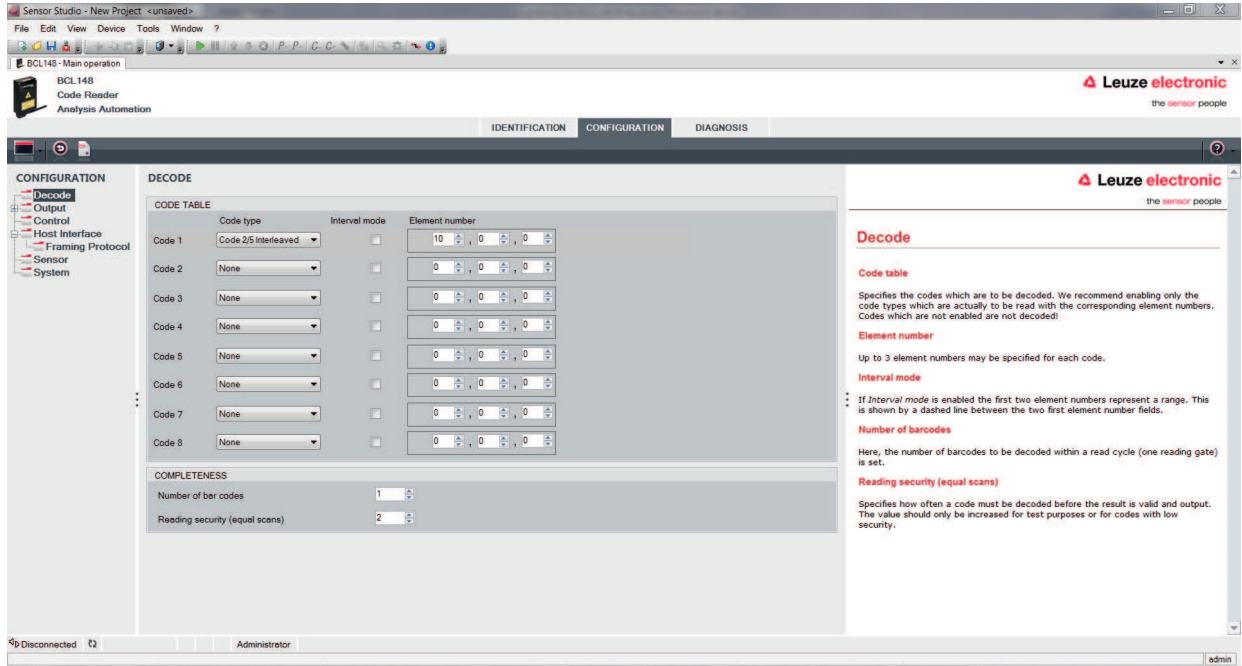 Sensor Studio - New Project <unsaved>
File Edit View Device Tools Window ?
BCL148 - Main operation
BCL148
Code Reader
Analysis Automation
Leuze electronic
the sensor people
IDENTIFICATION CONFIGURATION DIAGNOSIS
CONFIGURATION
Decode
Output
Control
Host Interface
Framing Protocol
Sensor
System
DECODE
CODE TABLE
Code type Interval mode Element number
Code 1 Code 2/5 Interleaved 10 , 0 , 0
Code 2 None 0 , 0 , 0
Code 3 None 0 , 0 , 0
Code 4 None 0 , 0 , 0
Code 5 None 0 , 0 , 0
Code 6 None 0 , 0 , 0
Code 7 None 0 , 0 , 0
Code 8 None 0 , 0 , 0
COMPLETENESS
Number of bar codes 1
Reading security (equal scans) 2
Leuze electronic
the sensor people
Decode
Code table
Specifies the codes which are to be decoded. We recommend enabling only the
code types which are actually to be read with the corresponding element numbers.
Codes which are not enabled are not decoded!
Element number
Up to 3 element numbers may be specified for each code.
Interval mode
If Interval mode is enabled the first two element numbers represent a range. This
is shown by a dashed line between the two first element number fields.
Number of barcodes
Here, the number of barcodes to be decoded within a read cycle (one reading gate)
is set.
Reading security (equal scans)
Specifies how often a code must be decoded before the result is valid and output.
The value should only be increased for test purposes or for codes with low
security.
Disconnected Administrator
admin